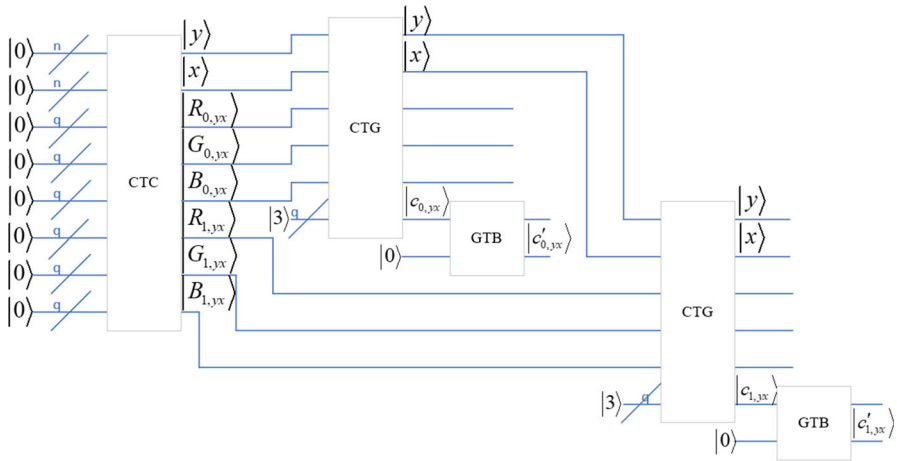 |0⟩ n |y⟩ |y⟩
|0⟩ n |x⟩ |x⟩
|0⟩ q |R₀,yx⟩
|0⟩ q |G₀,yx⟩
|0⟩ q |B₀,yx⟩
|0⟩ q |R₁,yx⟩
|0⟩ q |G₁,yx⟩
|0⟩ q |B₁,yx⟩
CTC
CTG
|3⟩ q |c₀,yx⟩
|0⟩ GTB |c′₀,yx⟩
|y⟩
|x⟩
CTG
|3⟩ q |c₁,yx⟩
|0⟩ GTB |c′₁,yx⟩